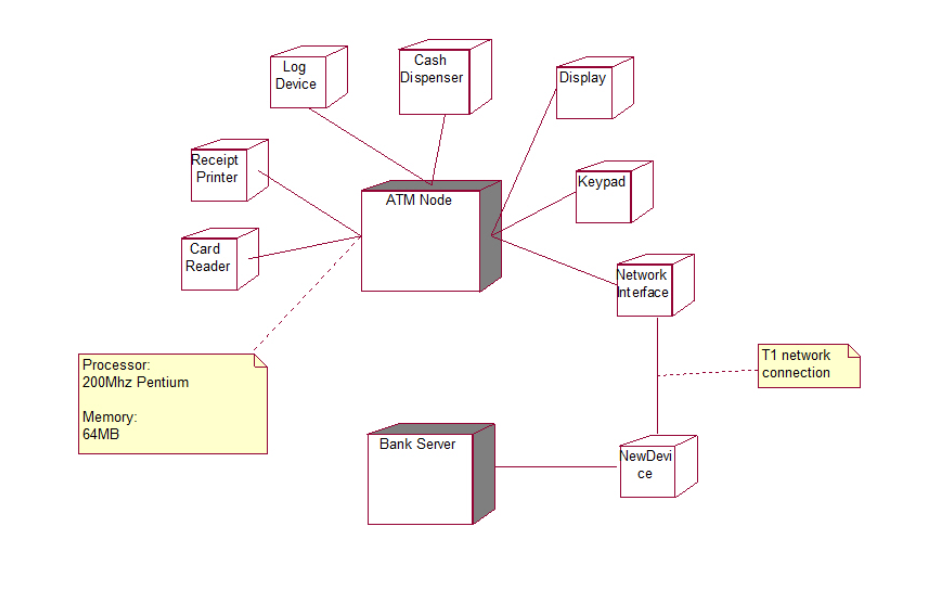 Log
Device
Cash
Dispenser
Display
Receipt
Printer
Keypad
ATM Node
Card
Reader
Network
Interface
Processor:
200Mhz Pentium
Memory:
64MB
T1 network
connection
Bank Server
NewDevi
ce